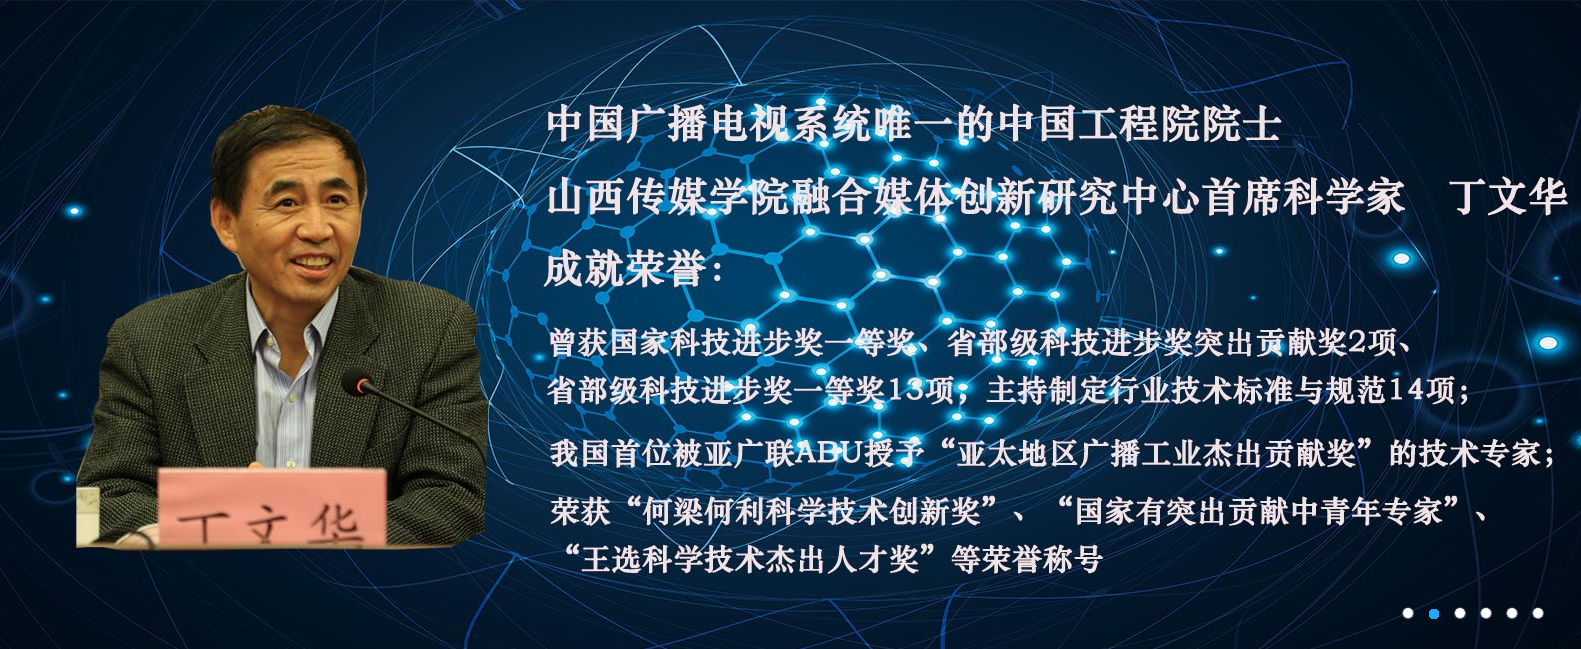 中国广播电视系统唯一的中国工程院院士
山西传媒学院融合媒体创新研究中心首席科学家 丁文华
成就荣誉：
曾获国家科技进步奖一等奖、省部级科技进步奖突出贡献奖2项、
省部级科技进步奖一等奖13项；主持制定行业技术标准与规范14项；
我国首位被亚广联ABU授予“亚太地区广播工业杰出贡献奖”的技术专家；
荣获“何梁何利科学技术创新奖”、“国家有突出贡献中青年专家”、
“王选科学技术杰出人才奖”等荣誉称号
丁文华